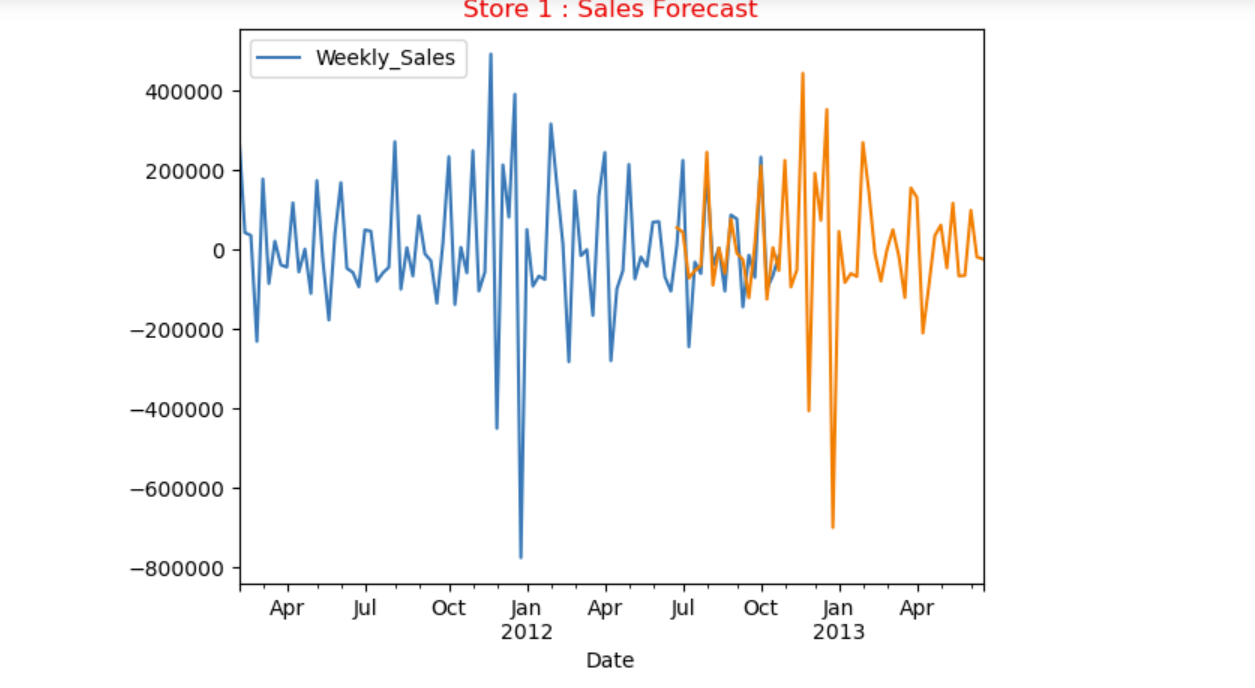 Store 1 : Sales Forecast
Weekly_Sales
400000
200000
0
−200000
−400000
−600000
−800000
Apr Jul Oct Jan Apr Jul Oct Jan Apr
2012 2013
Date